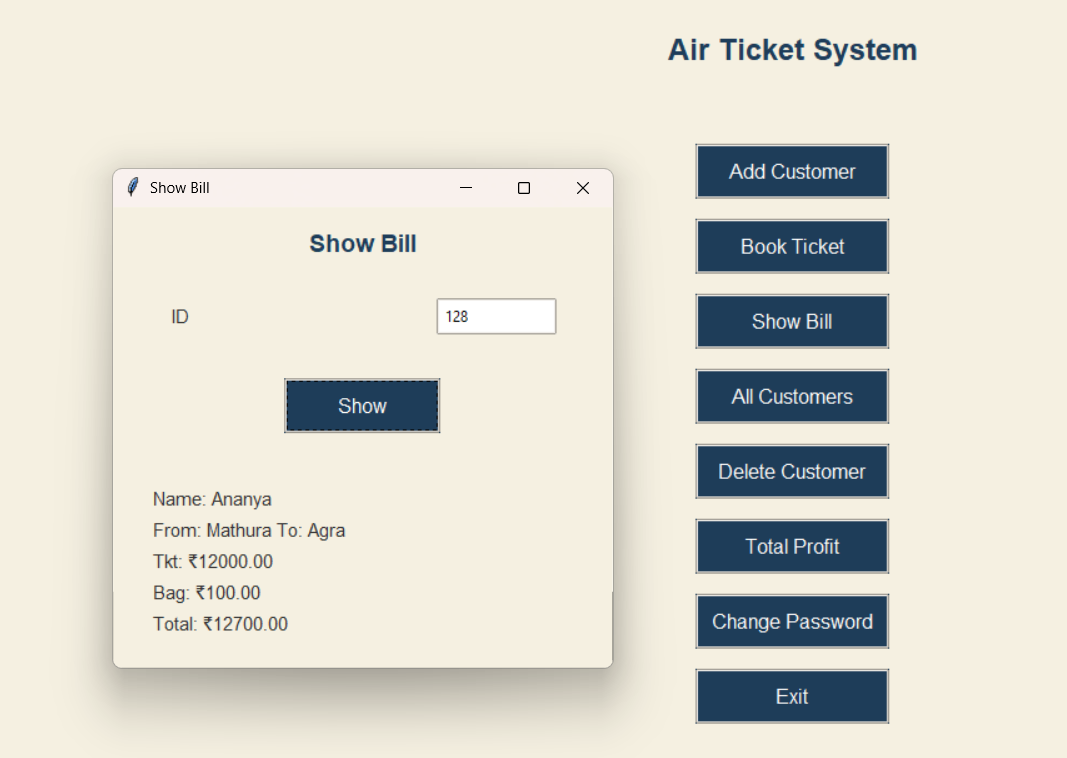 Air Ticket System
Show Bill
Show Bill
ID
128
Show
Name: Ananya
From: Mathura To: Agra
Tkt: ₹12000.00
Bag: ₹100.00
Total: ₹12700.00
Add Customer
Book Ticket
Show Bill
All Customers
Delete Customer
Total Profit
Change Password
Exit